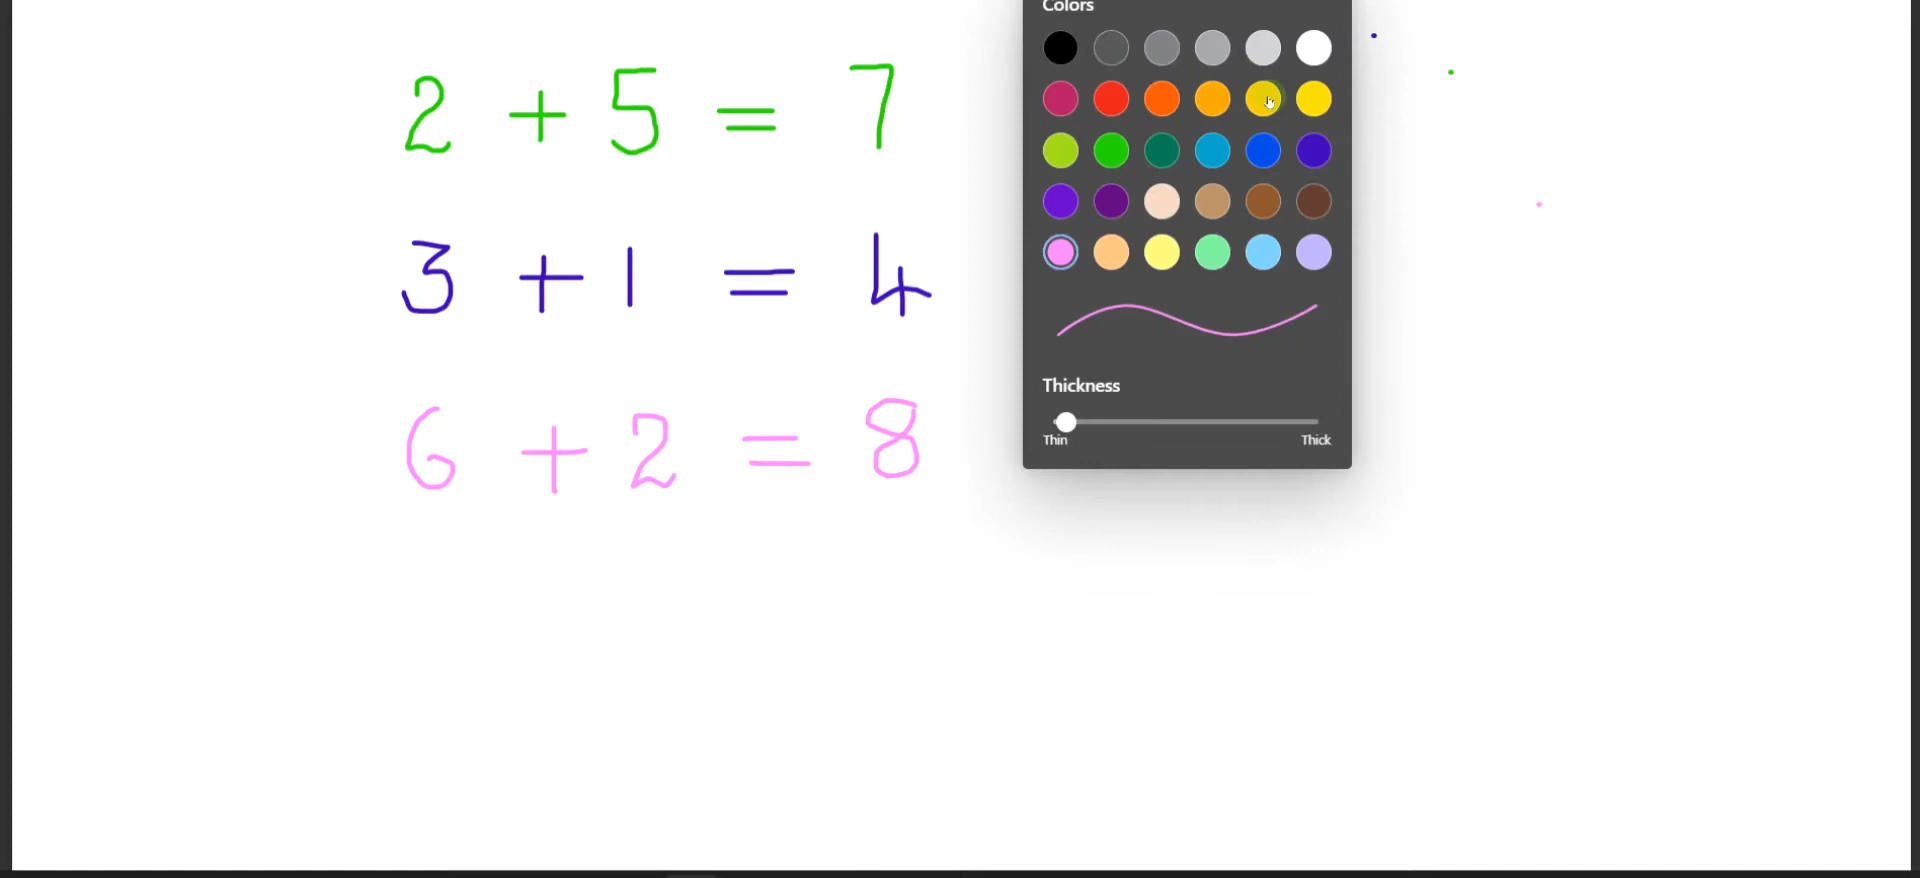 Colors
2 + 5 = 7
3 + 1 = 4
6 + 2 = 8
Thickness
Thin Thick